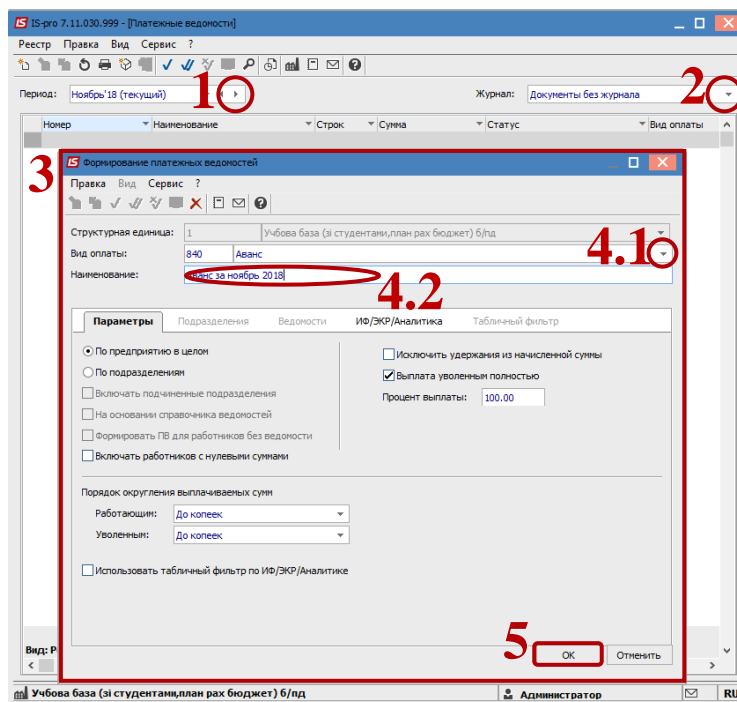 IS-pro 7.11.030.999 - [Платежные ведомости]
Реестр Правка Вид Сервис ?
Период: Ноябрь'18 (текущий) 1 Журнал: Документы без журнала 2
Номер Наименование Строк Сумма Статус Вид оплаты
3 Формирование платежных ведомостей
Правка Вид Сервис ?
Структурная единица: 1 Учбова база (зі студентами,план рах бюджет) б/пд
Вид оплаты: 840 Аванс 4.1
Наименование: Аванс за ноябрь 2018 4.2
Параметры Подразделения Ведомости ИФ/ЭКР/Аналитика Табличный фильтр
По предприятию в целом Исключить удержания из начисленной суммы
По подразделениям Выплата уволенным полностью
Включать подчиненные подразделения Процент выплаты: 100.00
На основании справочника ведомостей
Формировать ПВ для работников без ведомости
Включать работников с нулевыми суммами
Порядок округления выплачиваемых сумм
Работающим: До копеек
Уволенным: До копеек
Использовать табличный фильтр по ИФ/ЭКР/Аналитике
Вид: Р 5 OK Отменить
Учбова база (зі студентами,план рах бюджет) б/пд Администратор RU